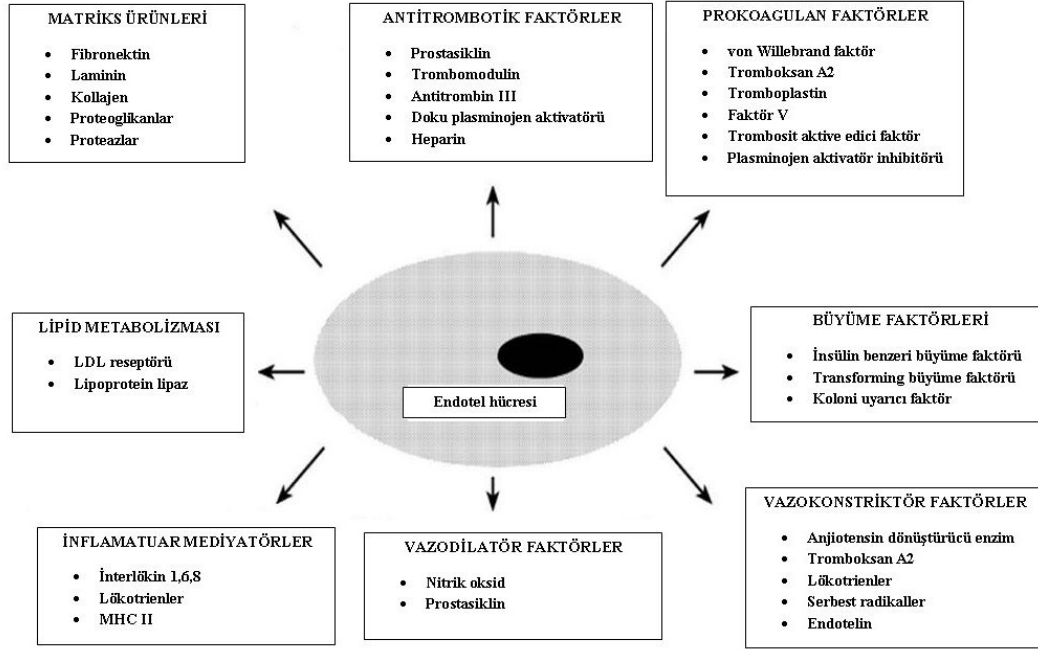 MATRİKS ÜRÜNLERİ
• Fibronektin
• Laminin
• Kollajen
• Proteoglikanlar
• Proteazlar
ANTİTROMBOTİK FAKTÖRLER
• Prostasiklin
• Trombomodulin
• Antitrombin III
• Doku plasminojen aktivatörü
• Heparin
PROKOAGULAN FAKTÖRLER
• von Willebrand faktör
• Tromboksan A2
• Tromboplastin
• Faktör V
• Trombosit aktive edici faktör
• Plasminojen aktivatör inhibitörü
LİPİD METABOLİZMASI
• LDL reseptörü
• Lipoprotein lipaz
Endotel hücresi
BÜYÜME FAKTÖRLERİ
• İnsülin benzeri büyüme faktörü
• Transforming büyüme faktörü
• Koloni uyarıcı faktör
İNFLAMATUAR MEDİYATÖRLER
• İnterlökin 1,6,8
• Lökotrienler
• MHC II
VAZODİLATÖR FAKTÖRLER
• Nitrik oksid
• Prostasiklin
VAZOKONSTRİKTÖR FAKTÖRLER
• Anjiotensin dönüştürücü enzim
• Tromboksan A2
• Lökotrienler
• Serbest radikaller
• Endotelin